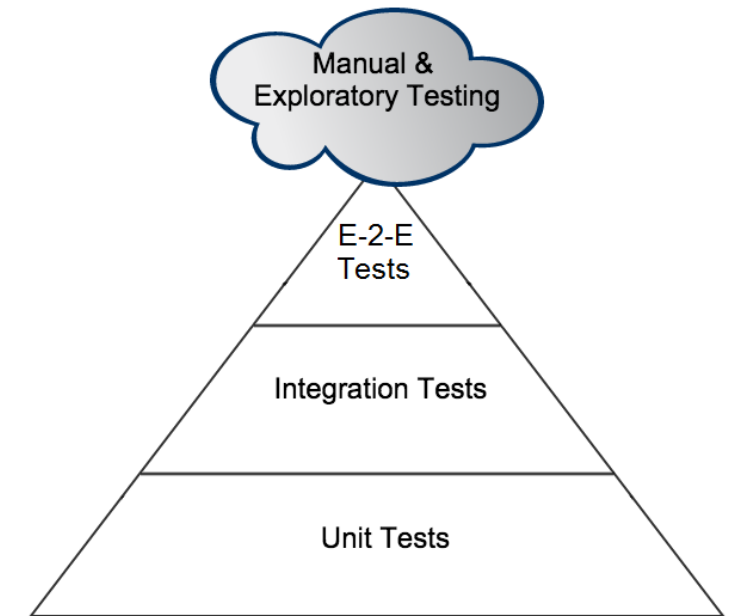 Manual &
Exploratory Testing
E-2-E
Tests
Integration Tests
Unit Tests